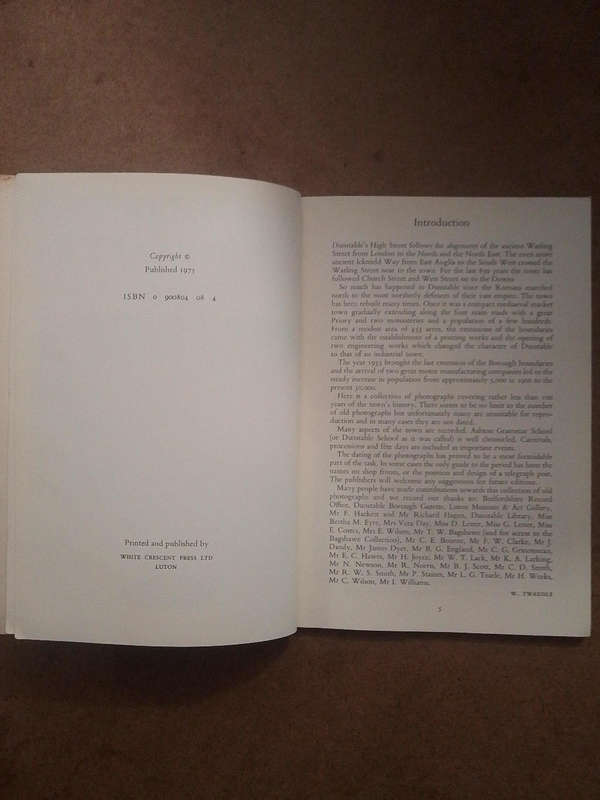 Copyright ©
Published 1975
ISBN 0 900804 08 4
Printed and published by
WHITE CRESCENT PRESS LTD
LUTON
Introduction
Dunstable's High Street follows the alignment of the ancient Watling
Street from London to the North and the North East. The even more
ancient Icknield Way from East Anglia to the South West crossed the
Watling Street near to the town. For the last 850 years the town has
followed Church Street and West Street on to the Downs.
So much has happened in Dunstable since the Romans marched
north to the most northerly defences of their vast empire. The town
has been rebuilt many times. Once it was a compact mediaeval market
town gradually extending along the four main roads with a great
Priory and two monasteries and a population of a few hundreds.
From a modest area of 453 acres, the extensions of the boundaries
came with the establishment of a printing works and the opening of
two engineering works which changed the character of Dunstable
to that of an industrial town.
The year 1933 brought the last extension of the Borough boundaries
and the arrival of two great motor manufacturing companies led to the
steady increase in population from approximately 5,000 in 1900 to the
present 32,000.
Here is a collection of photographs covering rather less than 100
years of the town's history. There seems to be no limit to the number
of old photographs but unfortunately many are unsuitable for repro-
duction and in many cases they are not dated.
Many aspects of the town are recorded. Ashton Grammar School
(or Dunstable School as it was called) is well chronicled. Carnivals,
processions and fête days are included as important events.
The dating of the photographs has proved to be a most formidable
part of the task. In some cases the only guide to the period has been the
names on shop fronts, or the position and design of a telegraph post.
The publishers will welcome any suggestions for future editions.
Many people have made contributions towards this collection of old
photographs and we record our thanks to: Bedfordshire Record
Office, Dunstable Borough Gazette, Luton Museum & Art Gallery,
Mr F. Hackett and Mr Richard Hagen, Dunstable Library, Miss
Bertha M. Eyre, Mrs Vera Day, Miss D. Lester, Miss G. Lester, Miss
E. Costin, Mrs E. Wilson, Mr T. W. Bagshawe (and for access to the
Bagshawe Collection), Mr C. E. Bourne, Mr F. W. Clarke, Mr J.
Dandy, Mr James Dyer, Mr B. G. England, Mr C. G.
Mr E. C. Hawes, Mr H. Joyce, Mr W. T. Lack, Mr K. A. Larking,
Mr N. Newson, Mr R. Norris, Mr B. J. Scott, Mr C. D. Smith,
Mr R. W. S. Smith, Mr P. Staines, Mr L. G. Tearle, Mr H. Weeks,
Mr C. Wilson, Mr I. Williams.
W. TWADDLE
5